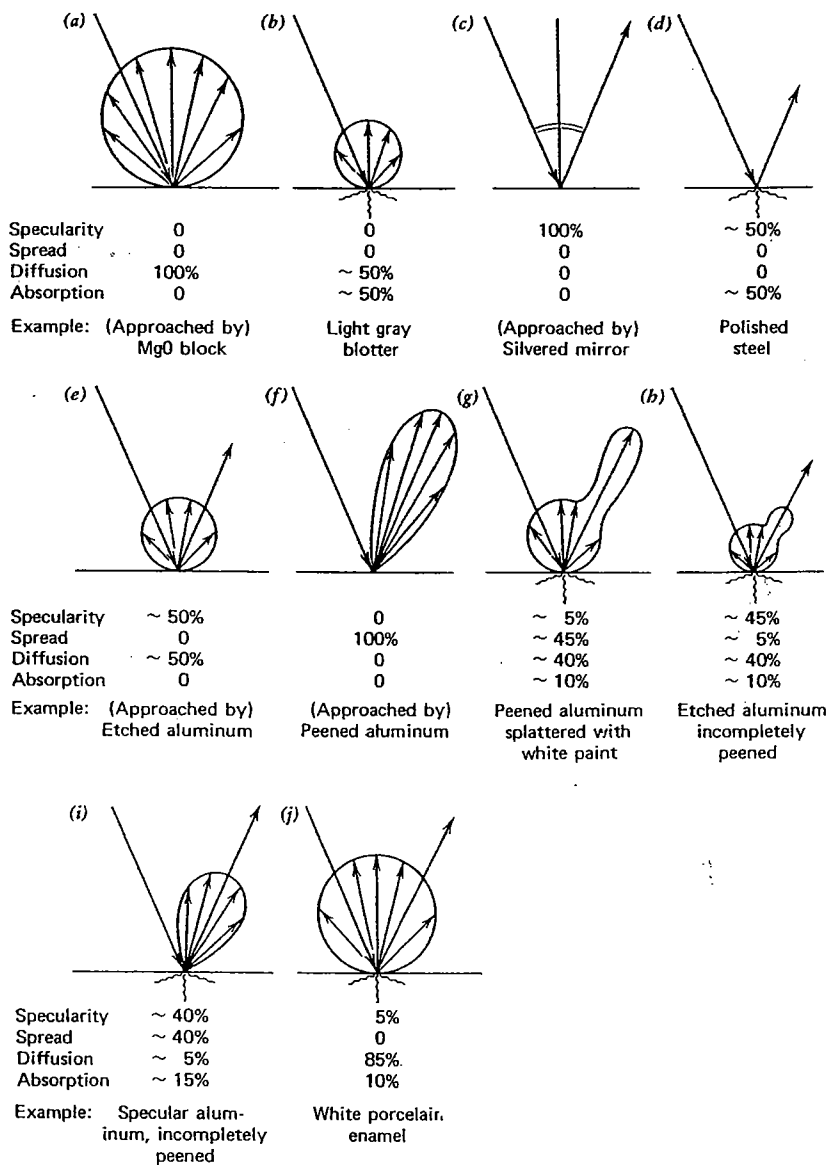 (a) (b) (c) (d)
Specularity 0 0 100% ~ 50%
Spread 0 0 0 0
Diffusion 100% ~ 50% 0 0
Absorption 0 ~ 50% 0 ~ 50%
Example: (Approached by) Light gray (Approached by) Polished
MgO block blotter Silvered mirror steel
(e) (f) (g) (h)
Specularity ~ 50% 0 ~ 5% ~ 45%
Spread 0 100% ~ 45% ~ 5%
Diffusion ~ 50% 0 ~ 40% ~ 40%
Absorption 0 0 ~ 10% ~ 10%
Example: (Approached by) (Approached by) Peened aluminum Etched aluminum
Etched aluminum Peened aluminum splattered with incompletely
white paint peened
(i) (j)
Specularity ~ 40% 5%
Spread ~ 40% 0
Diffusion ~ 5% 85%
Absorption ~ 15% 10%
Example: Specular alum- White porcelain
inum, incompletely enamel
peened